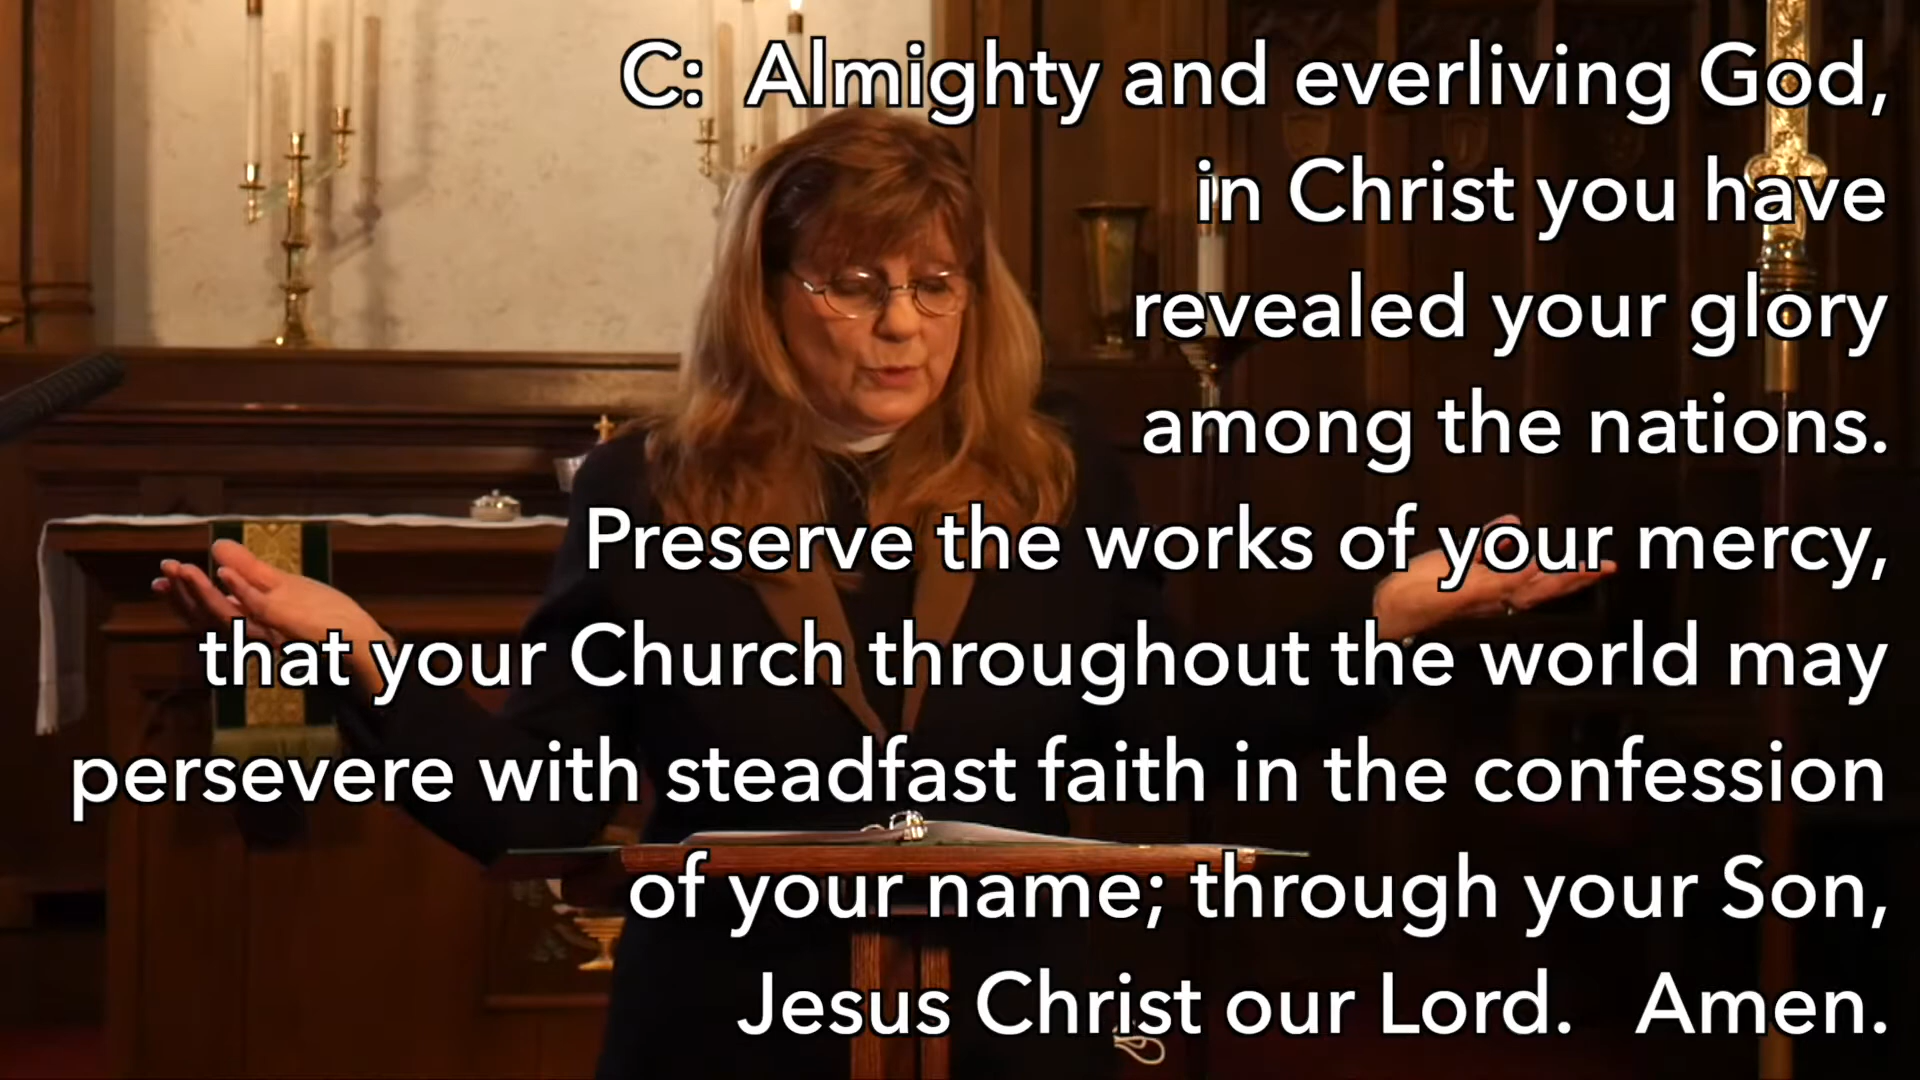 C: Almighty and everliving God,
in Christ you have
revealed your glory
among the nations.
Preserve the works of your mercy,
that your Church throughout the world may
persevere with steadfast faith in the confession
of your name; through your Son,
Jesus Christ our Lord. Amen.